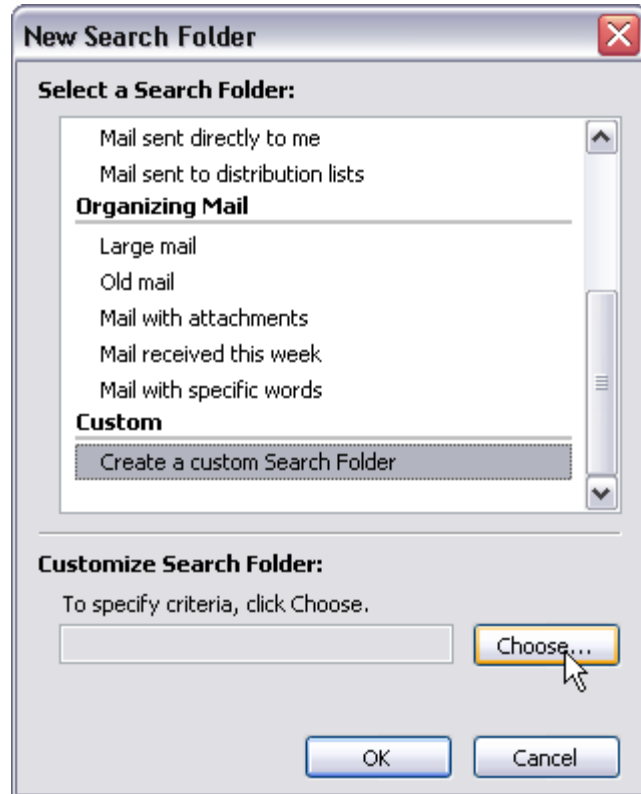 New Search Folder
Select a Search Folder:
Mail sent directly to me
Mail sent to distribution lists
Organizing Mail
Large mail
Old mail
Mail with attachments
Mail received this week
Mail with specific words
Custom
Create a custom Search Folder
Customize Search Folder:
To specify criteria, click Choose.
Choose...
OK
Cancel